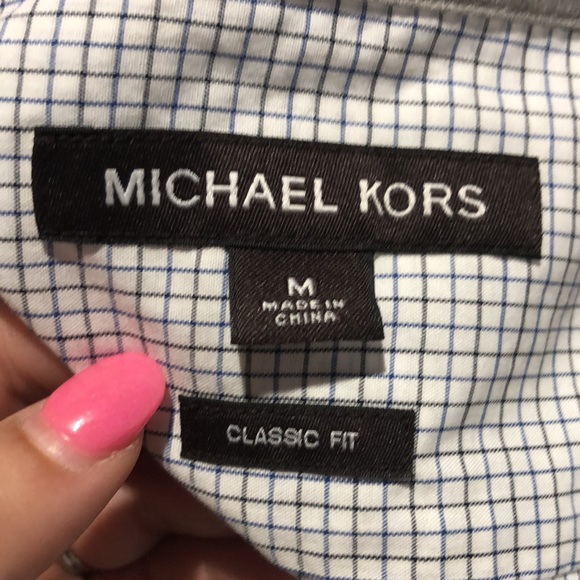 MICHAEL KORS
M
MADE IN
CHINA
CLASSIC FIT